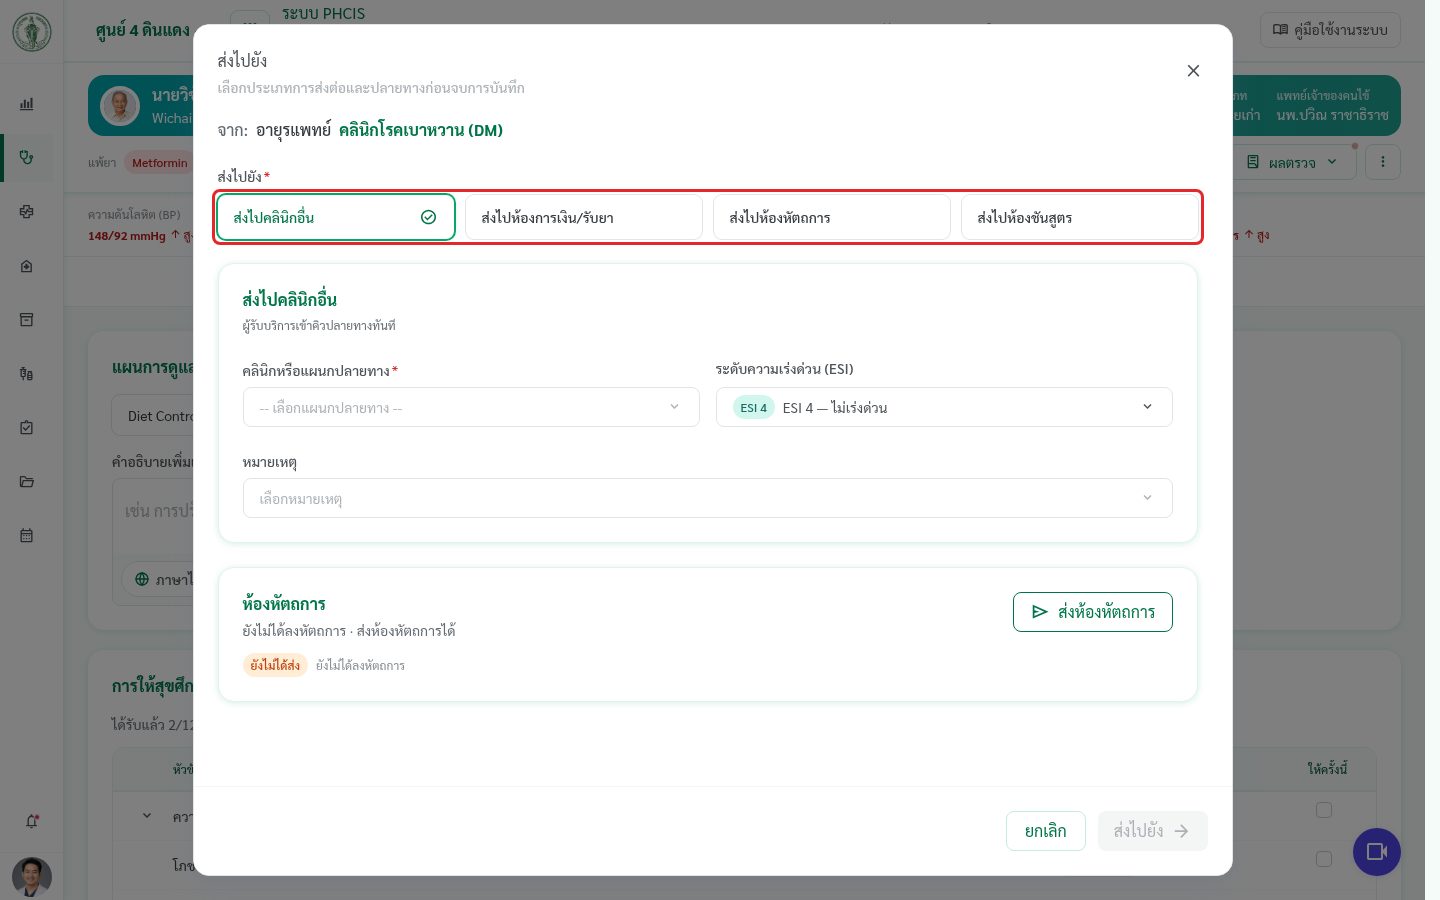 ระบบ PHCIS
ศูนย์ 4 ดินแดง
คู่มือใช้งานระบบ
Wichai
แพทย์เจ้าของคนไข้
นพ.ปวิณ ราชาธิราช
แพ้ยา Metformin
ผลตรวจ
ความดันโลหิต (BP)
148/92 mmHg ↑
↑ สูง
ส่งไปยัง
เลือกประเภทการส่งต่อและปลายทางก่อนจบการบันทึก
จาก: อายุรแพทย์ คลินิกโรคเบาหวาน (DM)
ส่งไปยัง*
ส่งไปคลินิกอื่น
ส่งไปห้องการเงิน/รับยา
ส่งไปห้องหัตถการ
ส่งไปห้องชันสูตร
ส่งไปคลินิกอื่น
ผู้รับบริการเข้าคิวปลายทางทันที
คลินิกหรือแผนกปลายทาง*
ระดับความเร่งด่วน (ESI)
-- เลือกแผนกปลายทาง --
ESI 4 ESI 4 — ไม่เร่งด่วน
หมายเหตุ
เลือกหมายเหตุ
ห้องหัตถการ
ยังไม่ได้ลงหัตถการ · ส่งห้องหัตถการได้
ยังไม่ได้ส่ง ยังไม่ได้ลงหัตถการ
ส่งห้องหัตถการ
ได้รับแล้ว
ให้ครั้งนี้
ยกเลิก
ส่งไปยัง